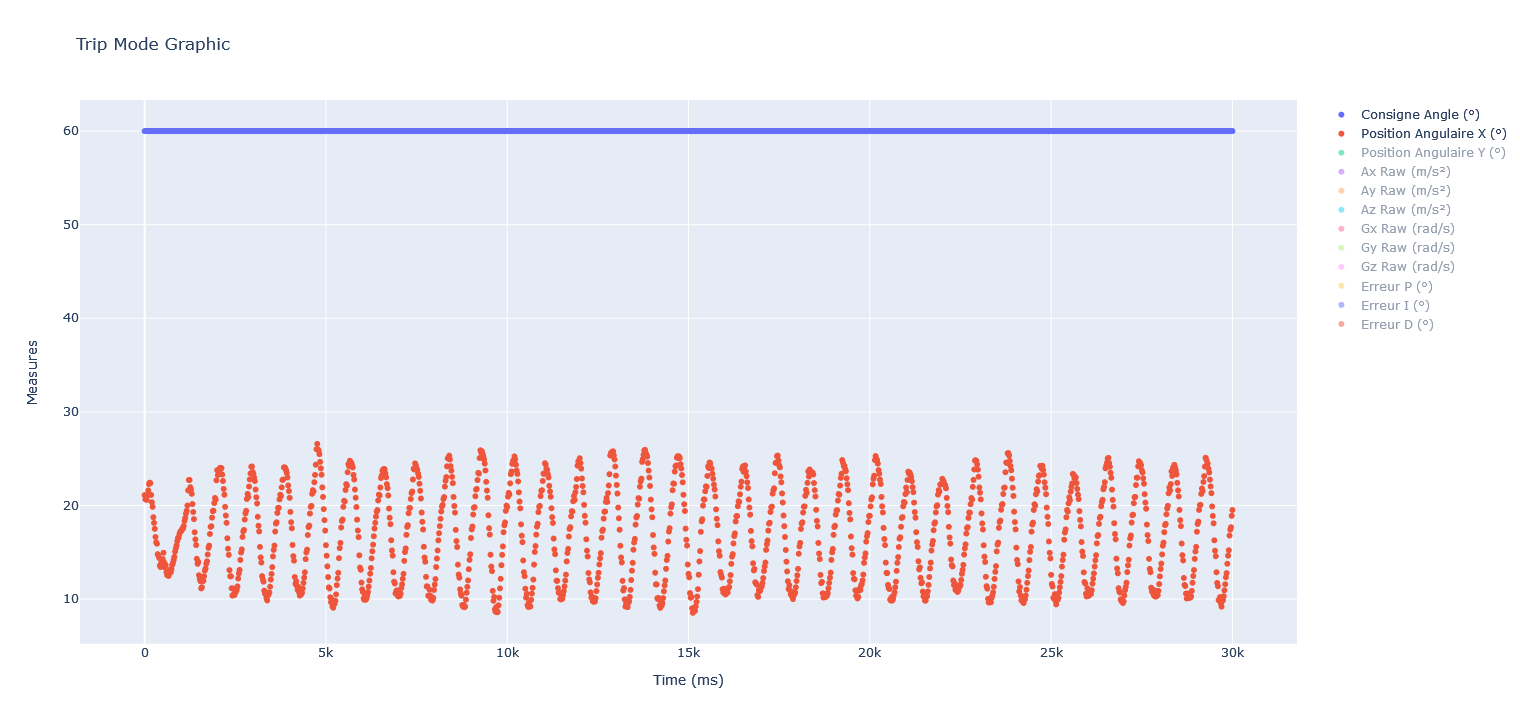 Trip Mode Graphic
Consigne Angle (°)
Position Angulaire X (°)
Position Angulaire Y (°)
Ax Raw (m/s²)
Ay Raw (m/s²)
Az Raw (m/s²)
Gx Raw (rad/s)
Gy Raw (rad/s)
Gz Raw (rad/s)
Erreur P (°)
Erreur I (°)
Erreur D (°)
60
50
40
30
20
10
Measures
0 5k 10k 15k 20k 25k 30k
Time (ms)